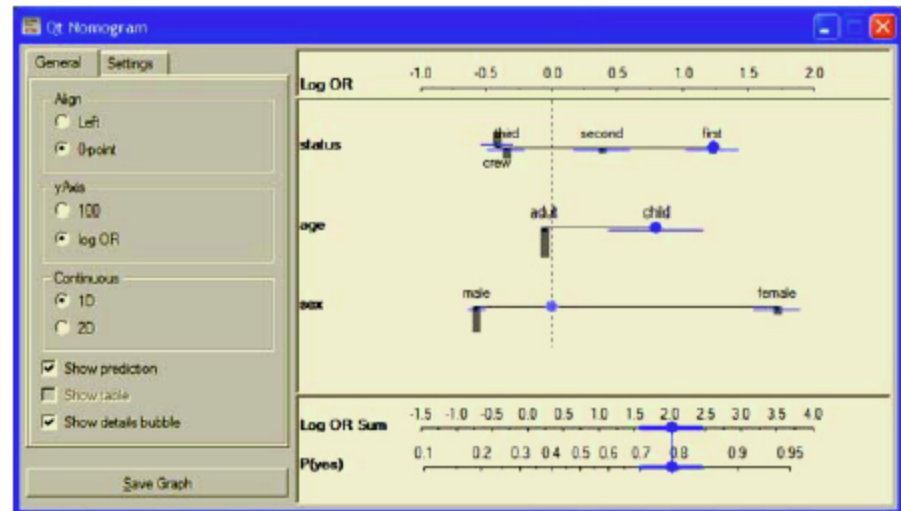 Qt Nomogram
General Settings
Align
Left
0-point
yAxis
100
log OR
Continuous
1D
2D
Show prediction
Show table
Show details bubble
Save Graph
Log OR -1.0 -0.5 0.0 0.5 1.0 1.5 2.0
third second first
status
crew
adult child
age
male female
sex
Log OR Sum -1.5 -1.0 -0.5 0.0 0.5 1.0 1.5 2.0 2.5 3.0 3.5 4.0
P(yes) 0.1 0.2 0.3 0.4 0.5 0.6 0.7 0.8 0.9 0.95